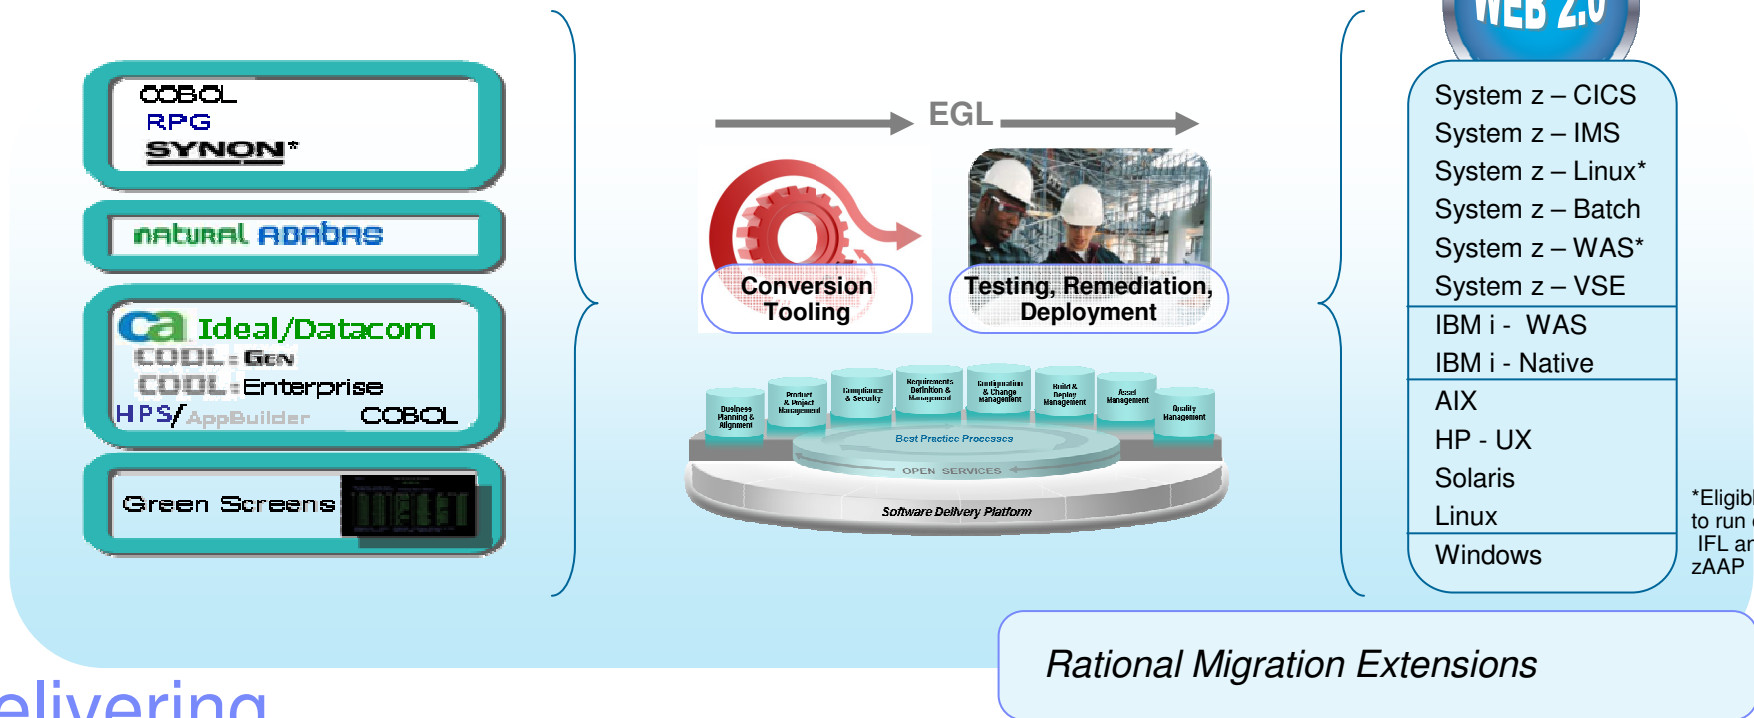 WEB 2.0
COBOL
RPG
SYNON*
natural ADABAS
ca Ideal/Datacom
COOL:Gen
COOL:Enterprise
HPS/AppBuilder COBOL
Green Screens
EGL
Conversion
Tooling
Testing, Remediation,
Deployment
Business
Planning &
Alignment
Product
& Project
Management
Compliance
& Security
Requirements
Definition &
Management
Configuration
& Change
Management
Build &
Deploy
Management
Asset
Management
Quality
Management
Best Practice Processes
OPEN SERVICES
Software Delivery Platform
System z – CICS
System z – IMS
System z – Linux*
System z – Batch
System z – WAS*
System z – VSE
IBM i - WAS
IBM i - Native
AIX
HP - UX
Solaris
Linux
Windows
*Eligibl
to run
IFL an
zAAP
Rational Migration Extensions
elivering